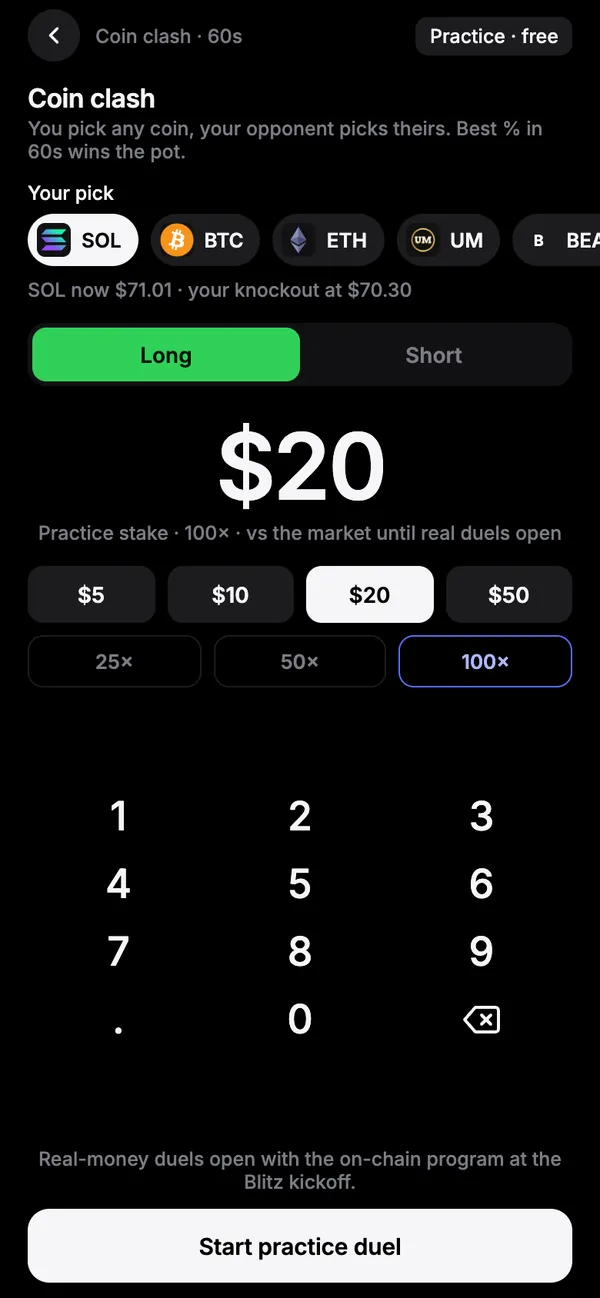 Coin clash · 60s
Practice · free
Coin clash
You pick any coin, your opponent picks theirs. Best % in
60s wins the pot.
Your pick
SOL
BTC
UM
ETH
UM
B BEA
SOL now $71.01 · your knockout at $70.30
Long
Short
$20
Practice stake · 100× · vs the market until real duels open
$5
$10
$20
$50
25×
50×
100×
1 2 3
4 5 6
7 8 9
. 0
Real-money duels open with the on-chain program at the
Blitz kickoff.
Start practice duel